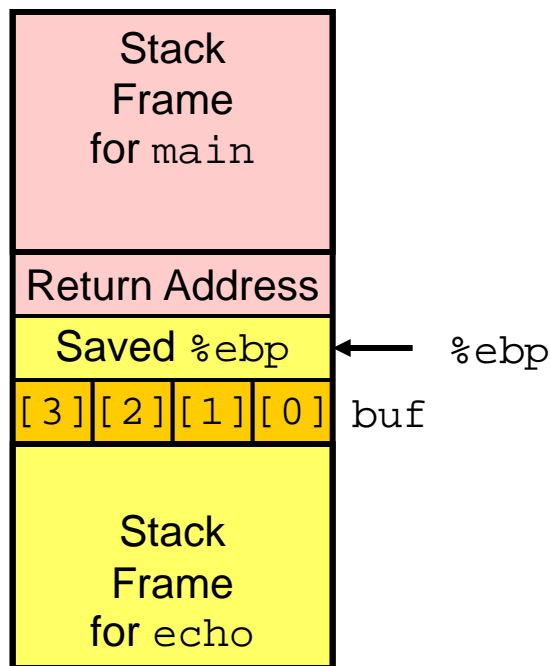 Stack
Frame
for main
Return Address
Saved %ebp
%ebp
[3] [2] [1] [0]
buf
Stack
Frame
for echo